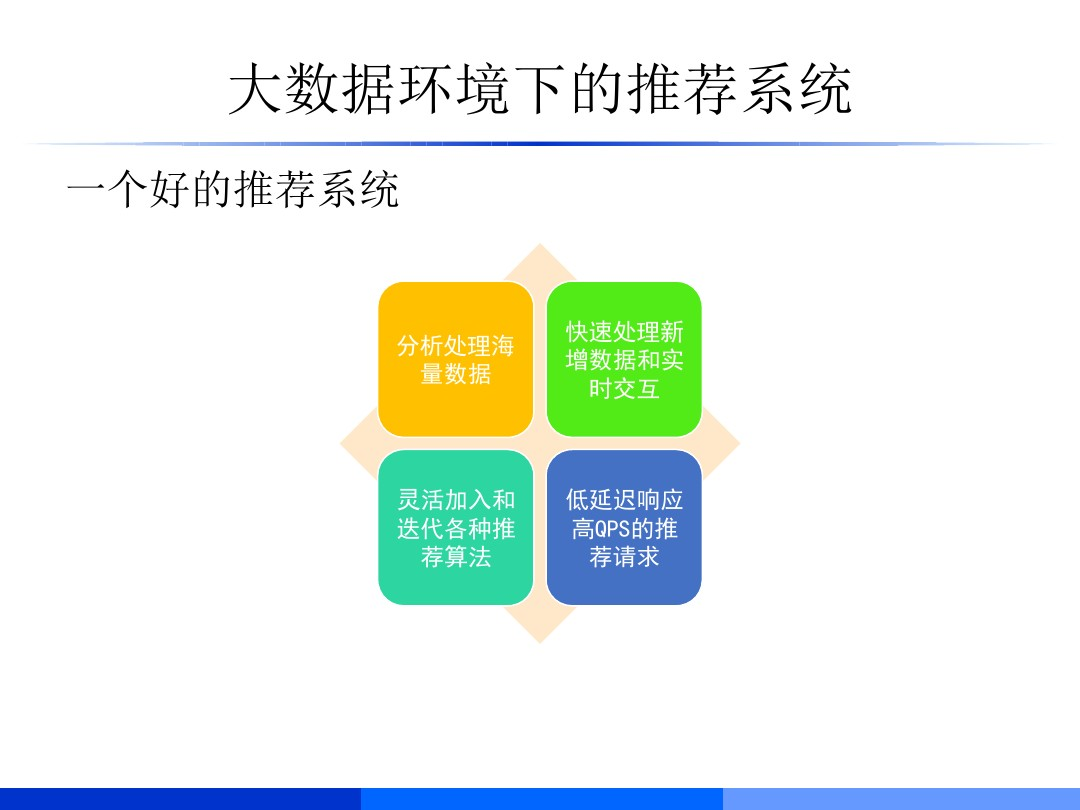 大数据环境下的推荐系统
一个好的推荐系统
分析处理海
量数据
快速处理新
增数据和实
时交互
灵活加入和
迭代各种推
荐算法
低延迟响应
高QPS的推
荐请求